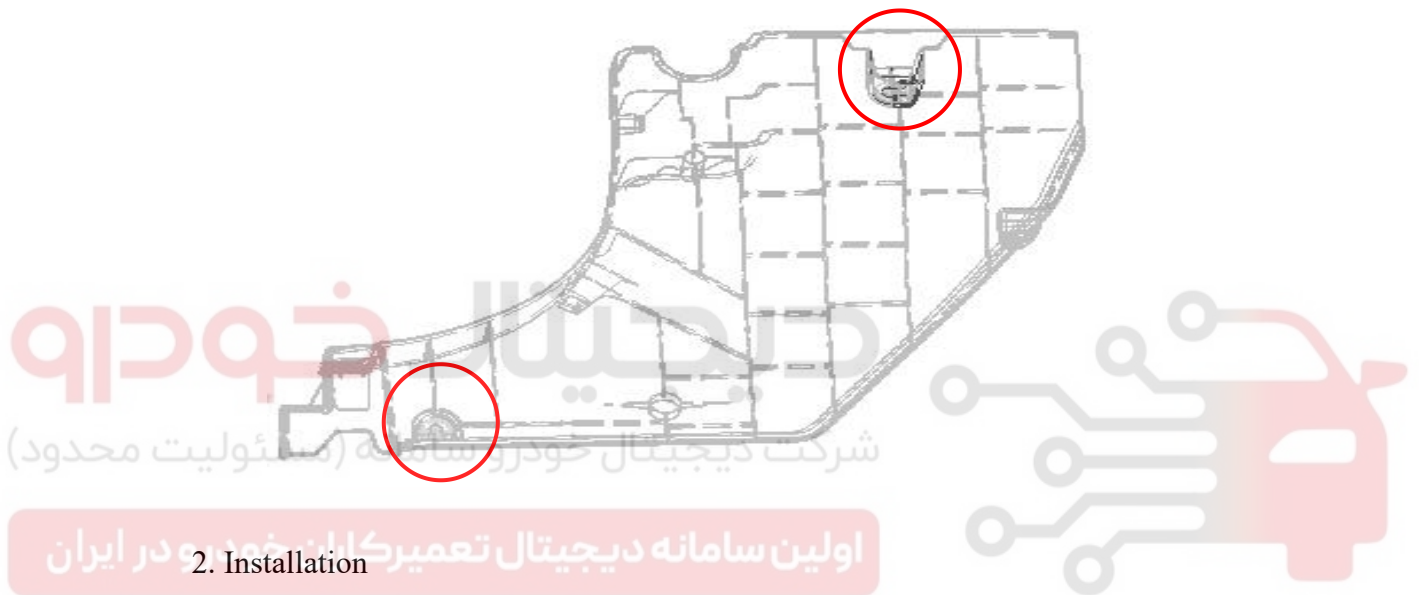 دیجیتال خودرو
شرکت دیجیتال خودرو سامانه (مسئولیت محدود)
اولین سامانه دیجیتال تعمیرکاران خودرو در ایران
2. Installation